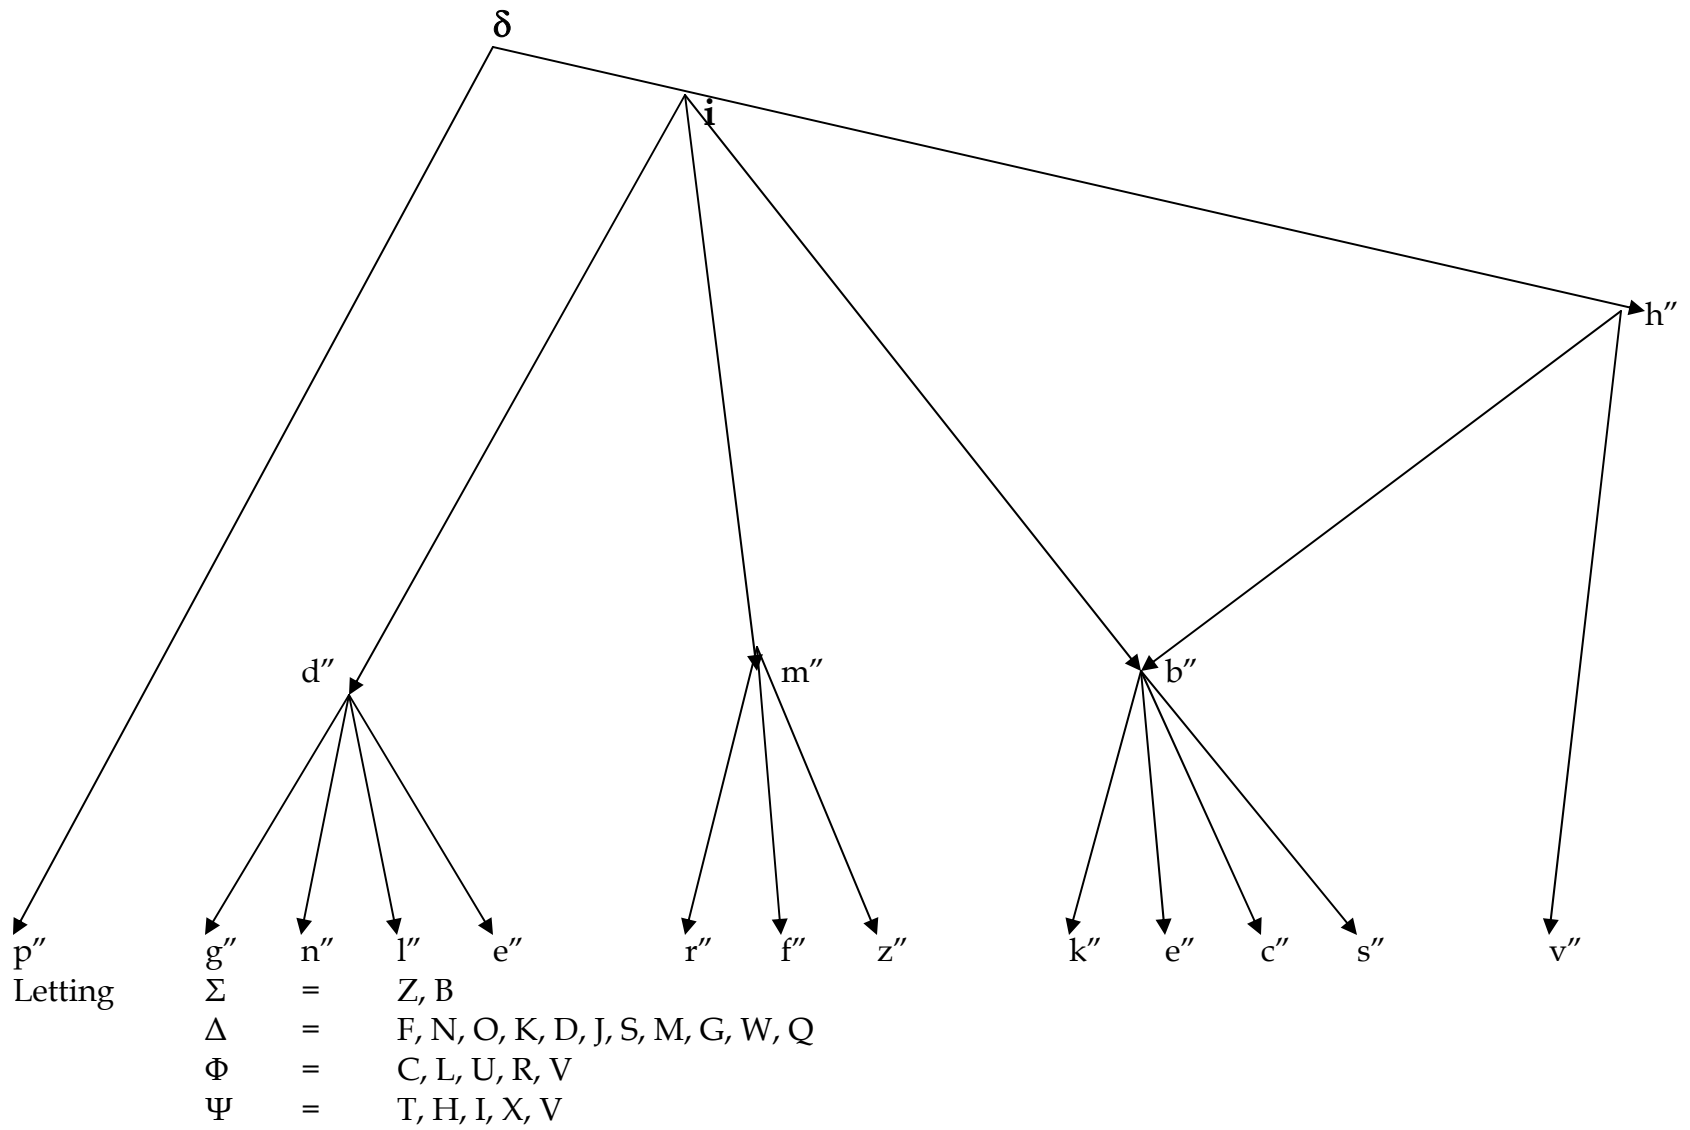 δ
i
h″
d″ m″ b″
p″ g″ n″ l″ e″ r″ f″ z″ k″ e″ c″ s″ v″
Letting Σ = Z, B
Δ = F, N, O, K, D, J, S, M, G, W, Q
Φ = C, L, U, R, V
Ψ = T, H, I, X, V